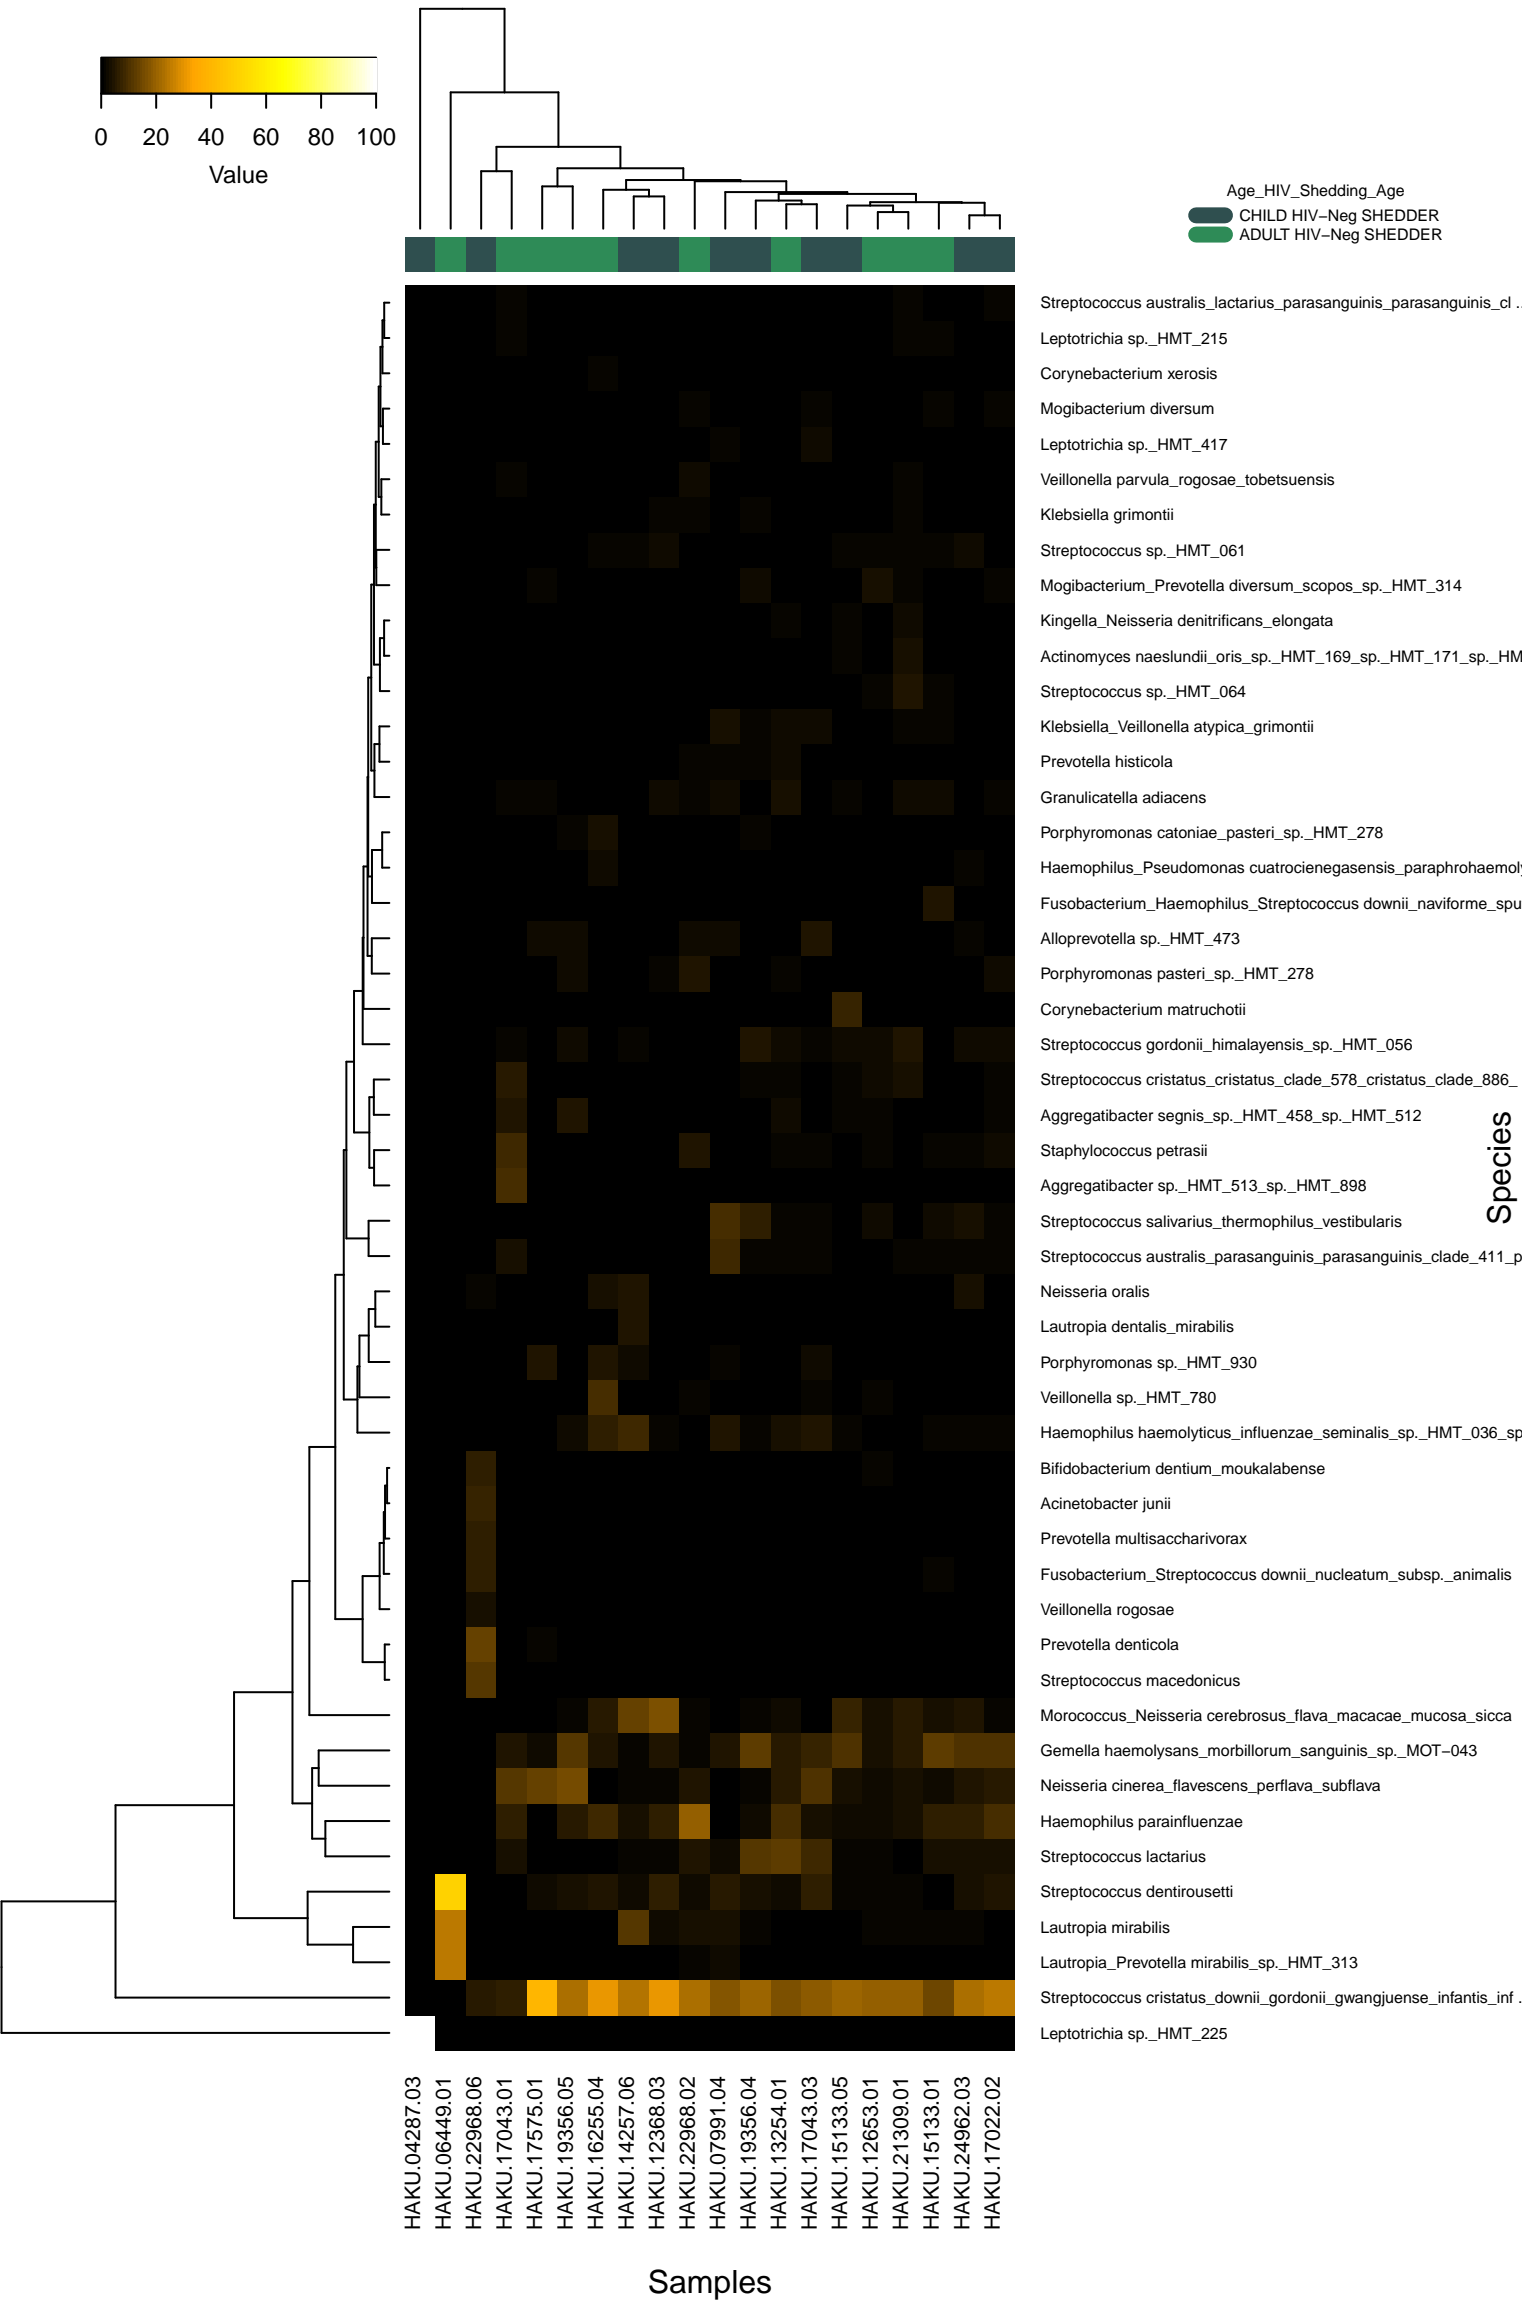 0 20 40 60 80 100
Value
Age_HIV_Shedding_Age
CHILD HIV−Neg SHEDDER
ADULT HIV−Neg SHEDDER
Streptococcus australis_lactarius_parasanguinis_parasanguinis_cl ..
Leptotrichia sp._HMT_215
Corynebacterium xerosis
Mogibacterium diversum
Leptotrichia sp._HMT_417
Veillonella parvula_rogosae_tobetsuensis
Klebsiella grimontii
Streptococcus sp._HMT_061
Mogibacterium_Prevotella diversum_scopos_sp._HMT_314
Kingella_Neisseria denitrificans_elongata
Actinomyces naeslundii_oris_sp._HMT_169_sp._HMT_171_sp._HM
Streptococcus sp._HMT_064
Klebsiella_Veillonella atypica_grimontii
Prevotella histicola
Granulicatella adiacens
Porphyromonas catoniae_pasteri_sp._HMT_278
Haemophilus_Pseudomonas cuatrocienegasensis_paraphrohaemoly
Fusobacterium_Haemophilus_Streptococcus downii_naviforme_spu
Alloprevotella sp._HMT_473
Porphyromonas pasteri_sp._HMT_278
Corynebacterium matruchotii
Streptococcus gordonii_himalayensis_sp._HMT_056
Streptococcus cristatus_cristatus_clade_578_cristatus_clade_886_
Aggregatibacter segnis_sp._HMT_458_sp._HMT_512
Staphylococcus petrasii
Aggregatibacter sp._HMT_513_sp._HMT_898
Streptococcus salivarius_thermophilus_vestibularis
Streptococcus australis_parasanguinis_parasanguinis_clade_411_p
Neisseria oralis
Lautropia dentalis_mirabilis
Porphyromonas sp._HMT_930
Veillonella sp._HMT_780
Haemophilus haemolyticus_influenzae_seminalis_sp._HMT_036_sp
Bifidobacterium dentium_moukalabense
Acinetobacter junii
Prevotella multisaccharivorax
Fusobacterium_Streptococcus downii_nucleatum_subsp._animalis
Veillonella rogosae
Prevotella denticola
Streptococcus macedonicus
Morococcus_Neisseria cerebrosus_flava_macacae_mucosa_sicca
Gemella haemolysans_morbillorum_sanguinis_sp._MOT−043
Neisseria cinerea_flavescens_perflava_subflava
Haemophilus parainfluenzae
Streptococcus lactarius
Streptococcus dentirousetti
Lautropia mirabilis
Lautropia_Prevotella mirabilis_sp._HMT_313
Streptococcus cristatus_downii_gordonii_gwangjuense_infantis_inf .
Leptotrichia sp._HMT_225
Species
HAKU.04287.03
HAKU.06449.01
HAKU.22968.06
HAKU.17043.01
HAKU.17575.01
HAKU.19356.05
HAKU.16255.04
HAKU.14257.06
HAKU.12368.03
HAKU.22968.02
HAKU.07991.04
HAKU.19356.04
HAKU.13254.01
HAKU.17043.03
HAKU.15133.05
HAKU.12653.01
HAKU.21309.01
HAKU.15133.01
HAKU.24962.03
HAKU.17022.02
Samples